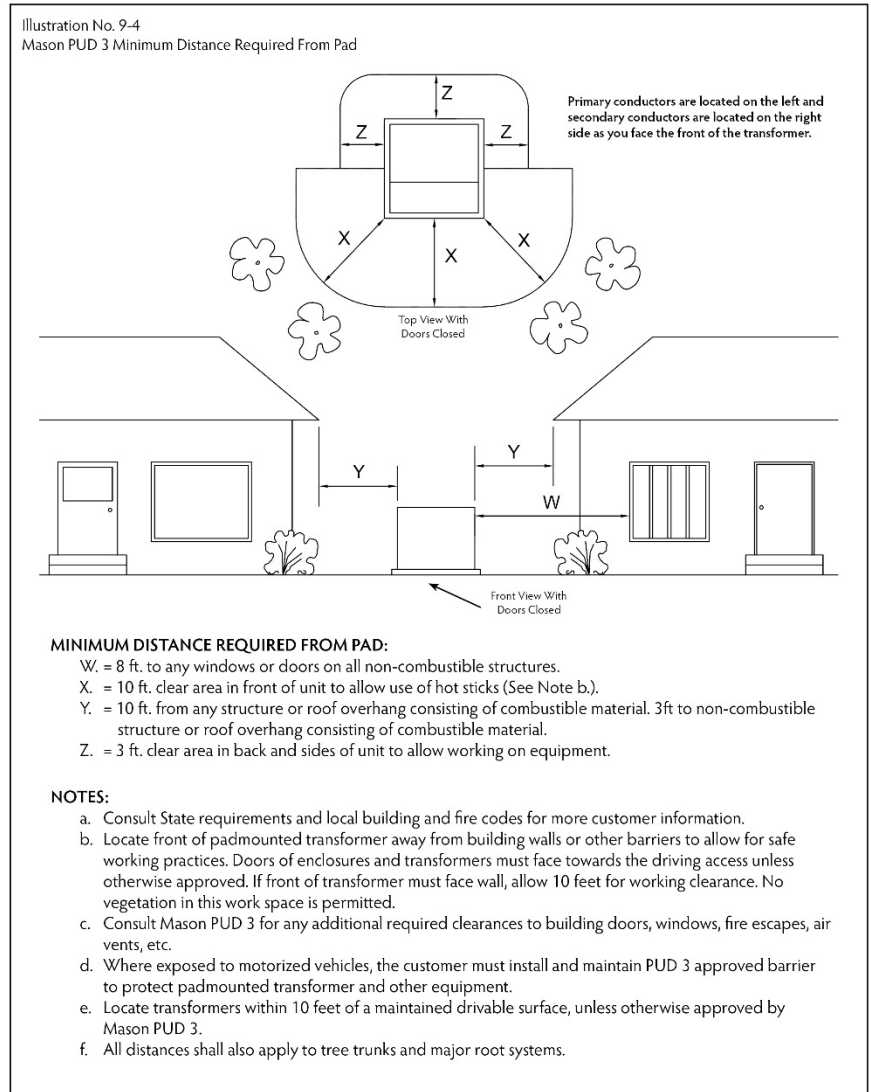 Illustration No. 9-4
Mason PUD 3 Minimum Distance Required From Pad
Z
Primary conductors are located on the left and
secondary conductors are located on the right
side as you face the front of the transformer.
Z
Z
X
X
X
Top View With
Doors Closed
Y
Y
W
Front View With
Doors Closed
MINIMUM DISTANCE REQUIRED FROM PAD:
W. = 8 ft. to any windows or doors on all non-combustible structures.
X. = 10 ft. clear area in front of unit to allow use of hot sticks (See Note b.).
Y. = 10 ft. from any structure or roof overhang consisting of combustible material. 3ft to non-combustible
structure or roof overhang consisting of combustible material.
Z. = 3 ft. clear area in back and sides of unit to allow working on equipment.
NOTES:
a. Consult State requirements and local building and fire codes for more customer information.
b. Locate front of padmounted transformer away from building walls or other barriers to allow for safe
working practices. Doors of enclosures and transformers must face towards the driving access unless
otherwise approved. If front of transformer must face wall, allow 10 feet for working clearance. No
vegetation in this work space is permitted.
c. Consult Mason PUD 3 for any additional required clearances to building doors, windows, fire escapes, air
vents, etc.
d. Where exposed to motorized vehicles, the customer must install and maintain PUD 3 approved barrier
to protect padmounted transformer and other equipment.
e. Locate transformers within 10 feet of a maintained drivable surface, unless otherwise approved by
Mason PUD 3.
f. All distances shall also apply to tree trunks and major root systems.